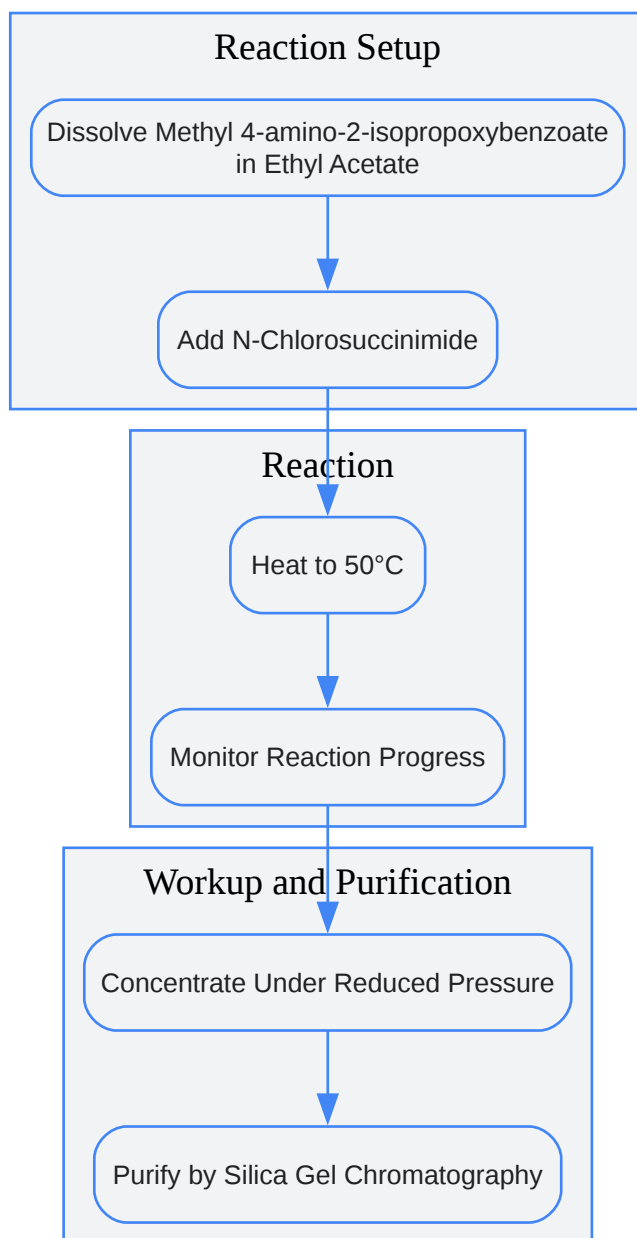 Reaction Setup
Dissolve Methyl 4-amino-2-isopropoxybenzoate
in Ethyl Acetate
Add N-Chlorosuccinimide
Reaction
Heat to 50°C
Monitor Reaction Progress
Workup and Purification
Concentrate Under Reduced Pressure
Purify by Silica Gel Chromatography